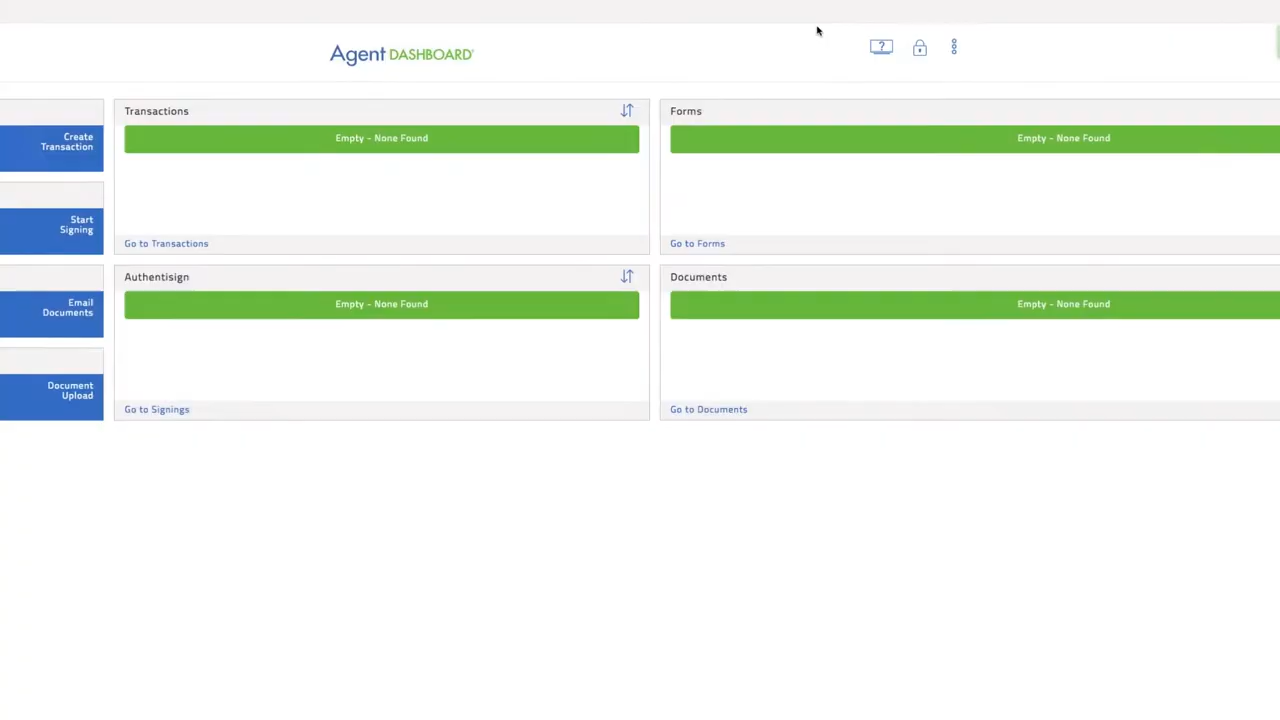 Agent DASHBOARD
Create
Transaction
Start
Signing
Email
Documents
Document
Upload
Transactions
Empty - None Found
Go to Transactions
Forms
Empty - None Found
Go to Forms
Authentisign
Empty - None Found
Go to Signings
Documents
Empty - None Found
Go to Documents